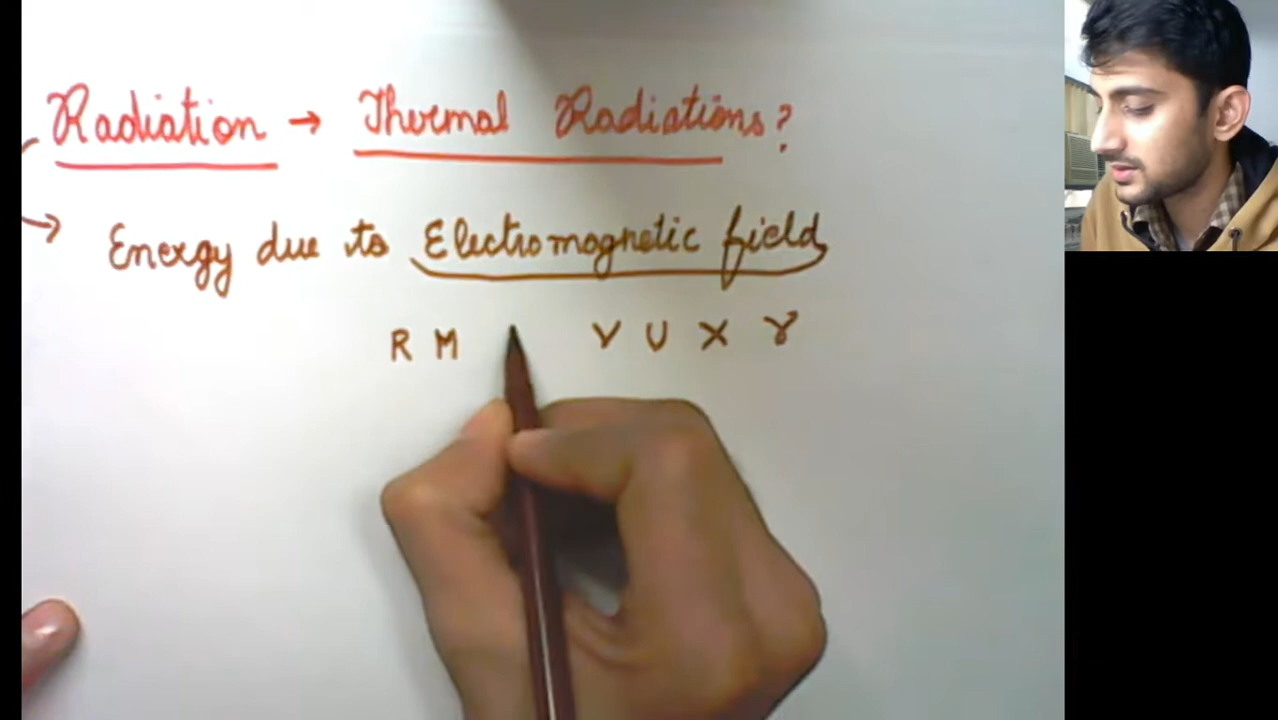 Radiation → Thermal Radiations?
→ Energy due to Electromagnetic field
R M V U X γ